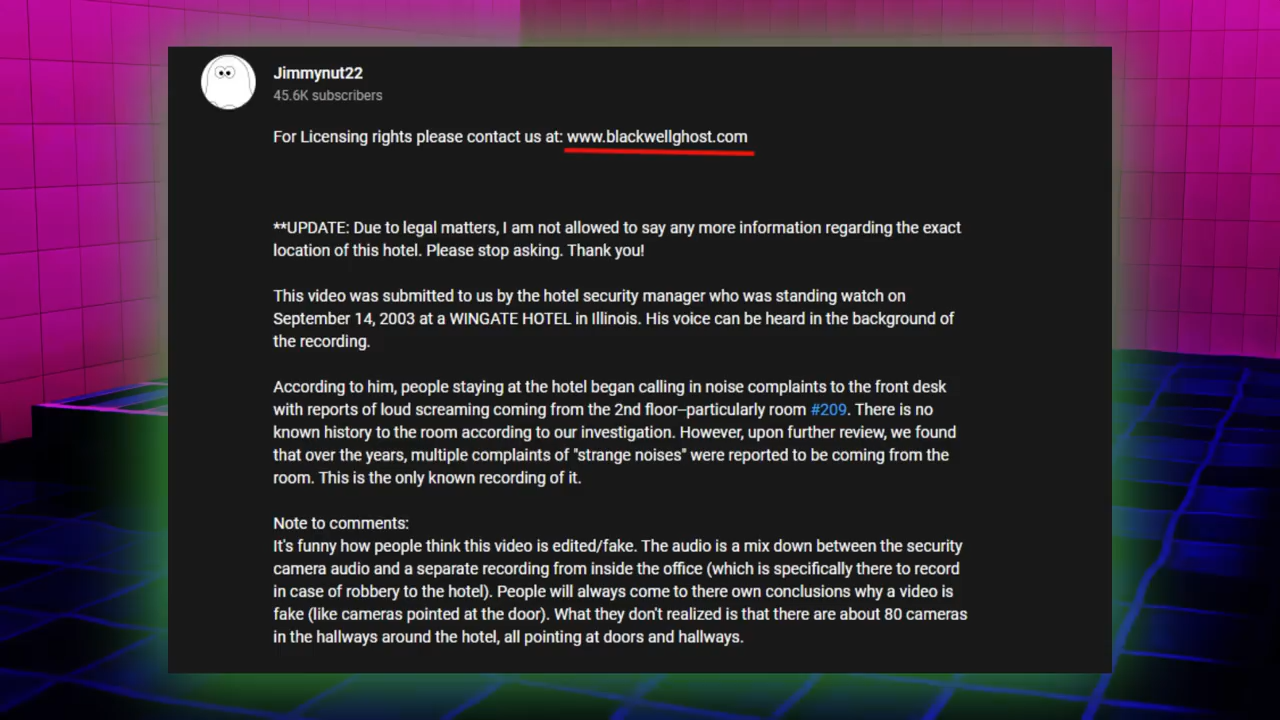 Jimmynut22
45.6K subscribers
For Licensing rights please contact us at: www.blackwellghost.com
**UPDATE: Due to legal matters, I am not allowed to say any more information regarding the exact
location of this hotel. Please stop asking. Thank you!
This video was submitted to us by the hotel security manager who was standing watch on
September 14, 2003 at a WINGATE HOTEL in Illinois. His voice can be heard in the background of
the recording.
According to him, people staying at the hotel began calling in noise complaints to the front desk
with reports of loud screaming coming from the 2nd floor–particularly room #209. There is no
known history to the room according to our investigation. However, upon further review, we found
that over the years, multiple complaints of "strange noises" were reported to be coming from the
room. This is the only known recording of it.
Note to comments:
It's funny how people think this video is edited/fake. The audio is a mix down between the security
camera audio and a separate recording from inside the office (which is specifically there to record
in case of robbery to the hotel). People will always come to there own conclusions why a video is
fake (like cameras pointed at the door). What they don't realized is that there are about 80 cameras
in the hallways around the hotel, all pointing at doors and hallways.